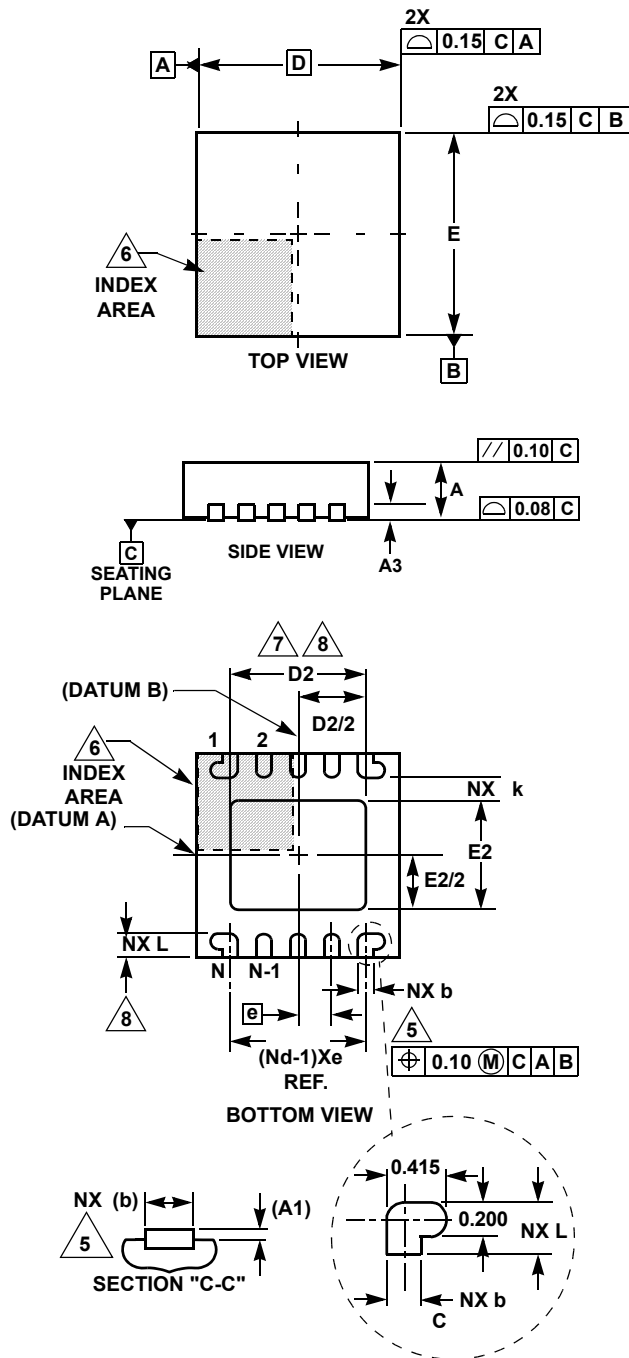 2X
⌓ 0.15 C A
A
D
2X
⌓ 0.15 C B
E
6
INDEX
AREA
TOP VIEW
B
// 0.10 C
A
⌓ 0.08 C
C
SEATING
PLANE
SIDE VIEW
A3
7 8
D2
(DATUM B)
D2/2
6
INDEX
AREA
1 2
(DATUM A)
NX k
E2
E2/2
NX L
8
N N-1
NX b
e
5
(Nd-1)Xe
REF.
⌖ 0.10 Ⓜ C A B
BOTTOM VIEW
NX (b)
(A1)
5
SECTION "C-C"
0.415
0.200
NX L
NX b
C